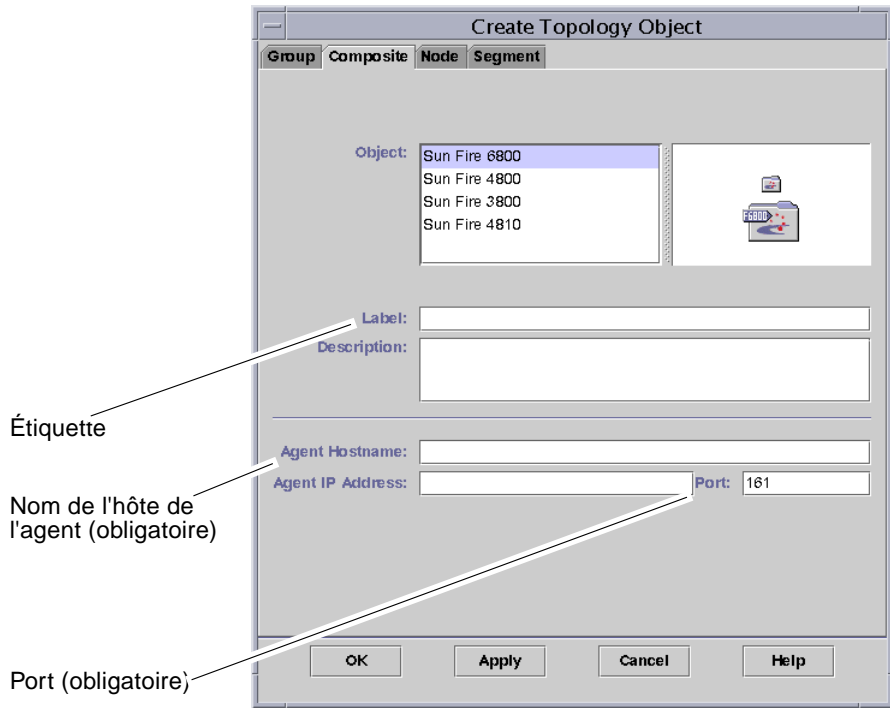 Create Topology Object
Group Composite Node Segment
Object:
Sun Fire 6800
Sun Fire 4800
Sun Fire 3800
Sun Fire 4810
F6800
Label:
Description:
Étiquette
Agent Hostname:
Agent IP Address:
Port: 161
Nom de l'hôte de
l'agent (obligatoire)
Port (obligatoire)
OK Apply Cancel Help